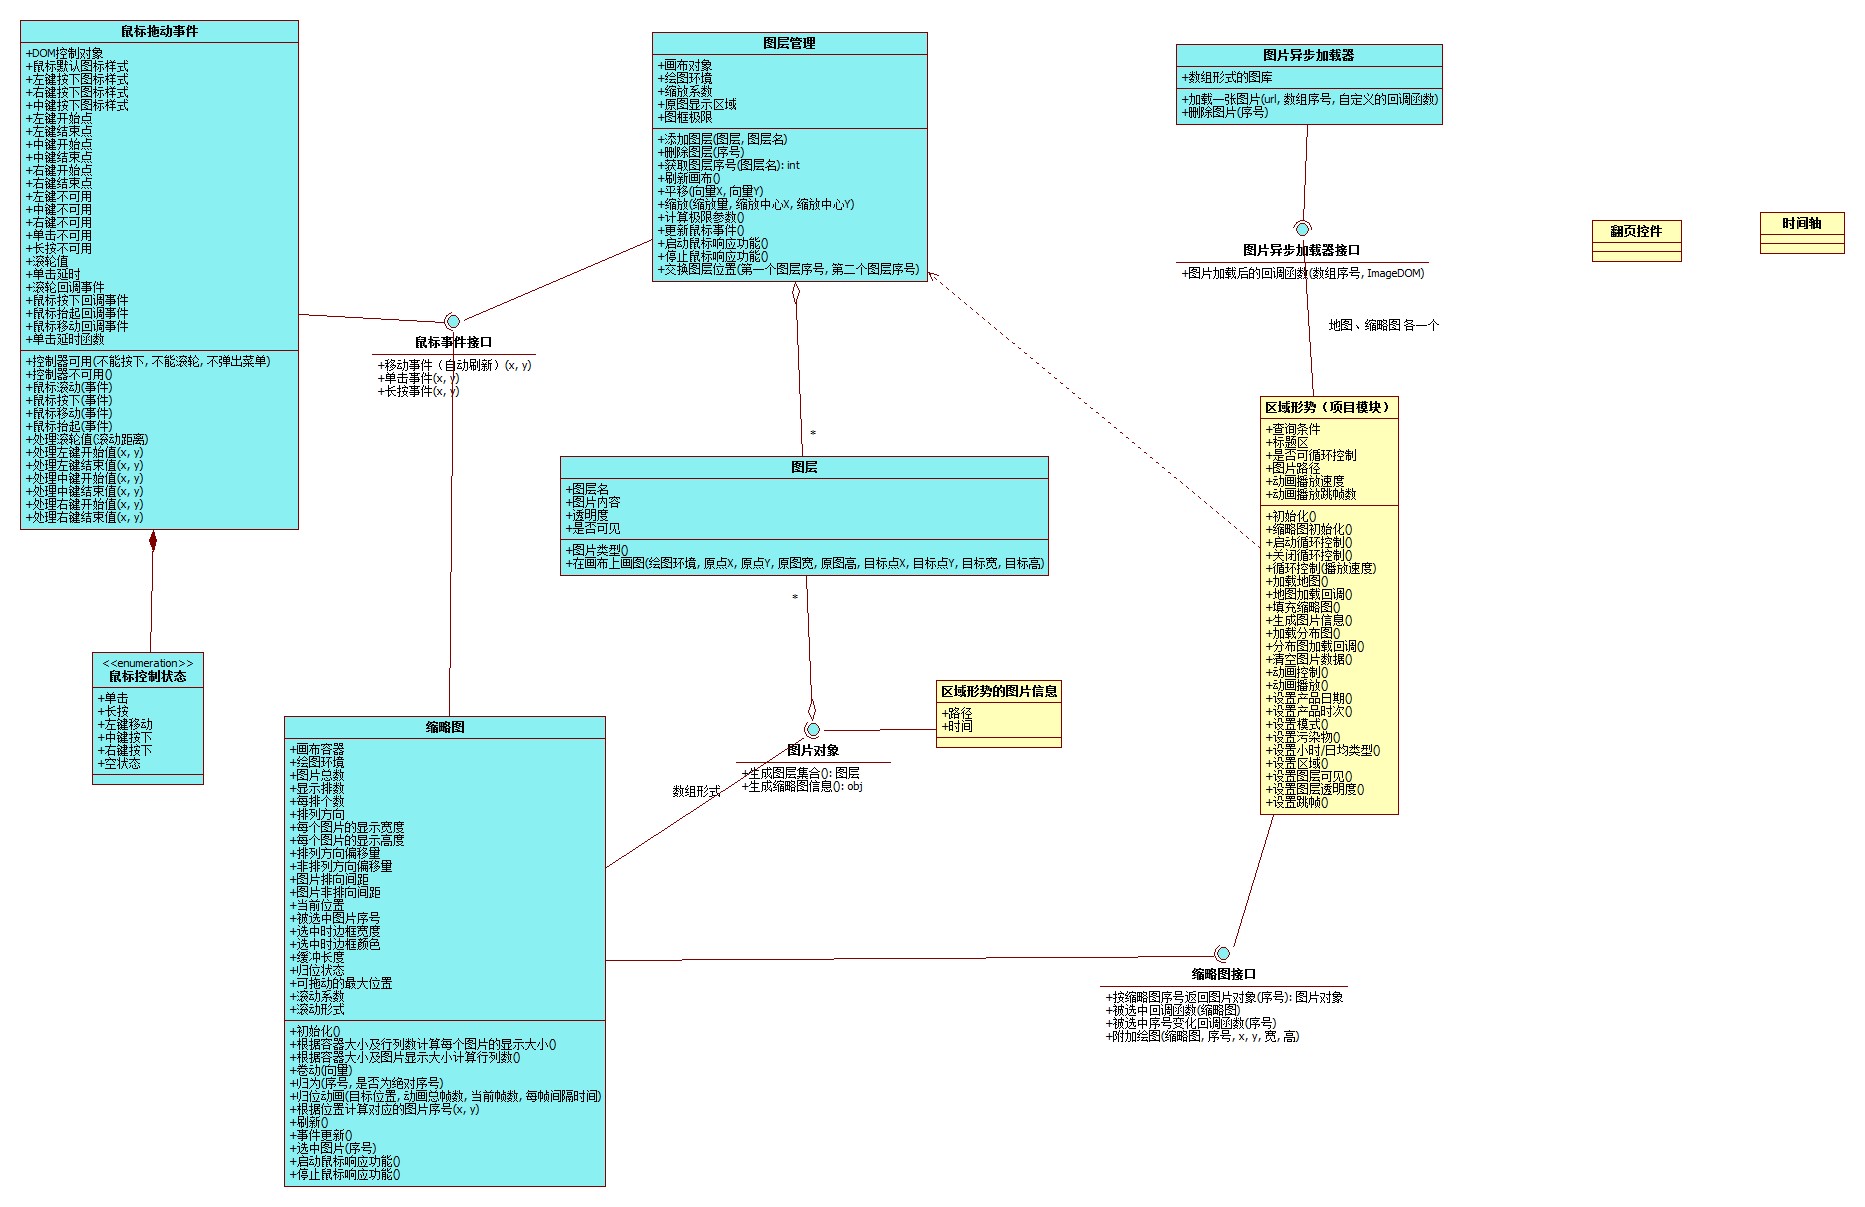 鼠标拖动事件
+DOM控制对象
+鼠标默认图标样式
+左键按下图标样式
+右键按下图标样式
+中键按下图标样式
+左键开始点
+左键结束点
+中键开始点
+中键结束点
+右键开始点
+右键结束点
+左键不可用
+中键不可用
+右键不可用
+单击不可用
+长按不可用
+滚轮值
+单击延时
+滚轮回调事件
+鼠标按下回调事件
+鼠标抬起回调事件
+鼠标移动回调事件
+单击延时函数
+控制器可用(不能按下, 不能滚轮, 不弹出菜单)
+控制器不可用()
+鼠标滚动(事件)
+鼠标按下(事件)
+鼠标移动(事件)
+鼠标抬起(事件)
+处理滚轮值(滚动距离)
+处理左键开始值(x, y)
+处理左键结束值(x, y)
+处理中键开始值(x, y)
+处理中键结束值(x, y)
+处理右键开始值(x, y)
+处理右键结束值(x, y)
<<enumeration>>
鼠标控制状态
+单击
+长按
+左键移动
+中键按下
+右键按下
+空状态
鼠标事件接口
+移动事件（自动刷新）(x, y)
+单击事件(x, y)
+长按事件(x, y)
图层管理
+画布对象
+绘图环境
+缩放系数
+原图显示区域
+图框极限
+添加图层(图层, 图层名)
+删除图层(序号)
+获取图层序号(图层名): int
+刷新画布()
+平移(向量X, 向量Y)
+缩放(缩放量, 缩放中心X, 缩放中心Y)
+计算极限参数()
+更新鼠标事件()
+启动鼠标响应功能()
+停止鼠标响应功能()
+交换图层位置(第一个图层序号, 第二个图层序号)
*
图层
+图层名
+图片内容
+透明度
+是否可见
+图片类型()
+在画布上画图(绘图环境, 原点X, 原点Y, 原图宽, 原图高, 目标点X, 目标点Y, 目标宽, 目标高)
*
图片对象
+生成图层集合(): 图层
+生成缩略图信息(): obj
数组形式
区域形势的图片信息
+路径
+时间
缩略图
+画布容器
+绘图环境
+图片总数
+显示排数
+每排个数
+排列方向
+每个图片的显示宽度
+每个图片的显示高度
+排列方向偏移量
+非排列方向偏移量
+图片排向间距
+图片非排向间距
+当前位置
+被选中图片序号
+选中时边框宽度
+选中时边框颜色
+缓冲长度
+归位状态
+可拖动的最大位置
+滚动系数
+滚动形式
+初始化()
+根据容器大小及行列数计算每个图片的显示大小()
+根据容器大小及图片显示大小计算行列数()
+卷动(向量)
+归为(序号, 是否为绝对序号)
+归位动画(目标位置, 动画总帧数, 当前帧数, 每帧间隔时间)
+根据位置计算对应的图片序号(x, y)
+刷新()
+事件更新()
+选中图片(序号)
+启动鼠标响应功能()
+停止鼠标响应功能()
图片异步加载器
+数组形式的图库
+加载一张图片(url, 数组序号, 自定义的回调函数)
+删除图片(序号)
图片异步加载器接口
+图片加载后的回调函数(数组序号, ImageDOM)
地图、缩略图 各一个
区域形势（项目模块）
+查询条件
+标题区
+是否可循环控制
+图片路径
+动画播放速度
+动画播放跳帧数
+初始化()
+缩略图初始化()
+启动循环控制()
+关闭循环控制()
+循环控制(播放速度)
+加载地图()
+地图加载回调()
+填充缩略图()
+生成图片信息()
+加载分布图()
+分布图加载回调()
+清空图片数据()
+动画控制()
+动画播放()
+设置产品日期()
+设置产品时次()
+设置模式()
+设置污染物()
+设置小时/日均类型()
+设置区域()
+设置图层可见()
+设置图层透明度()
+设置跳帧()
缩略图接口
+按缩略图序号返回图片对象(序号): 图片对象
+被选中回调函数(缩略图)
+被选中序号变化回调函数(序号)
+附加绘图(缩略图, 序号, x, y, 宽, 高)
翻页控件
时间轴